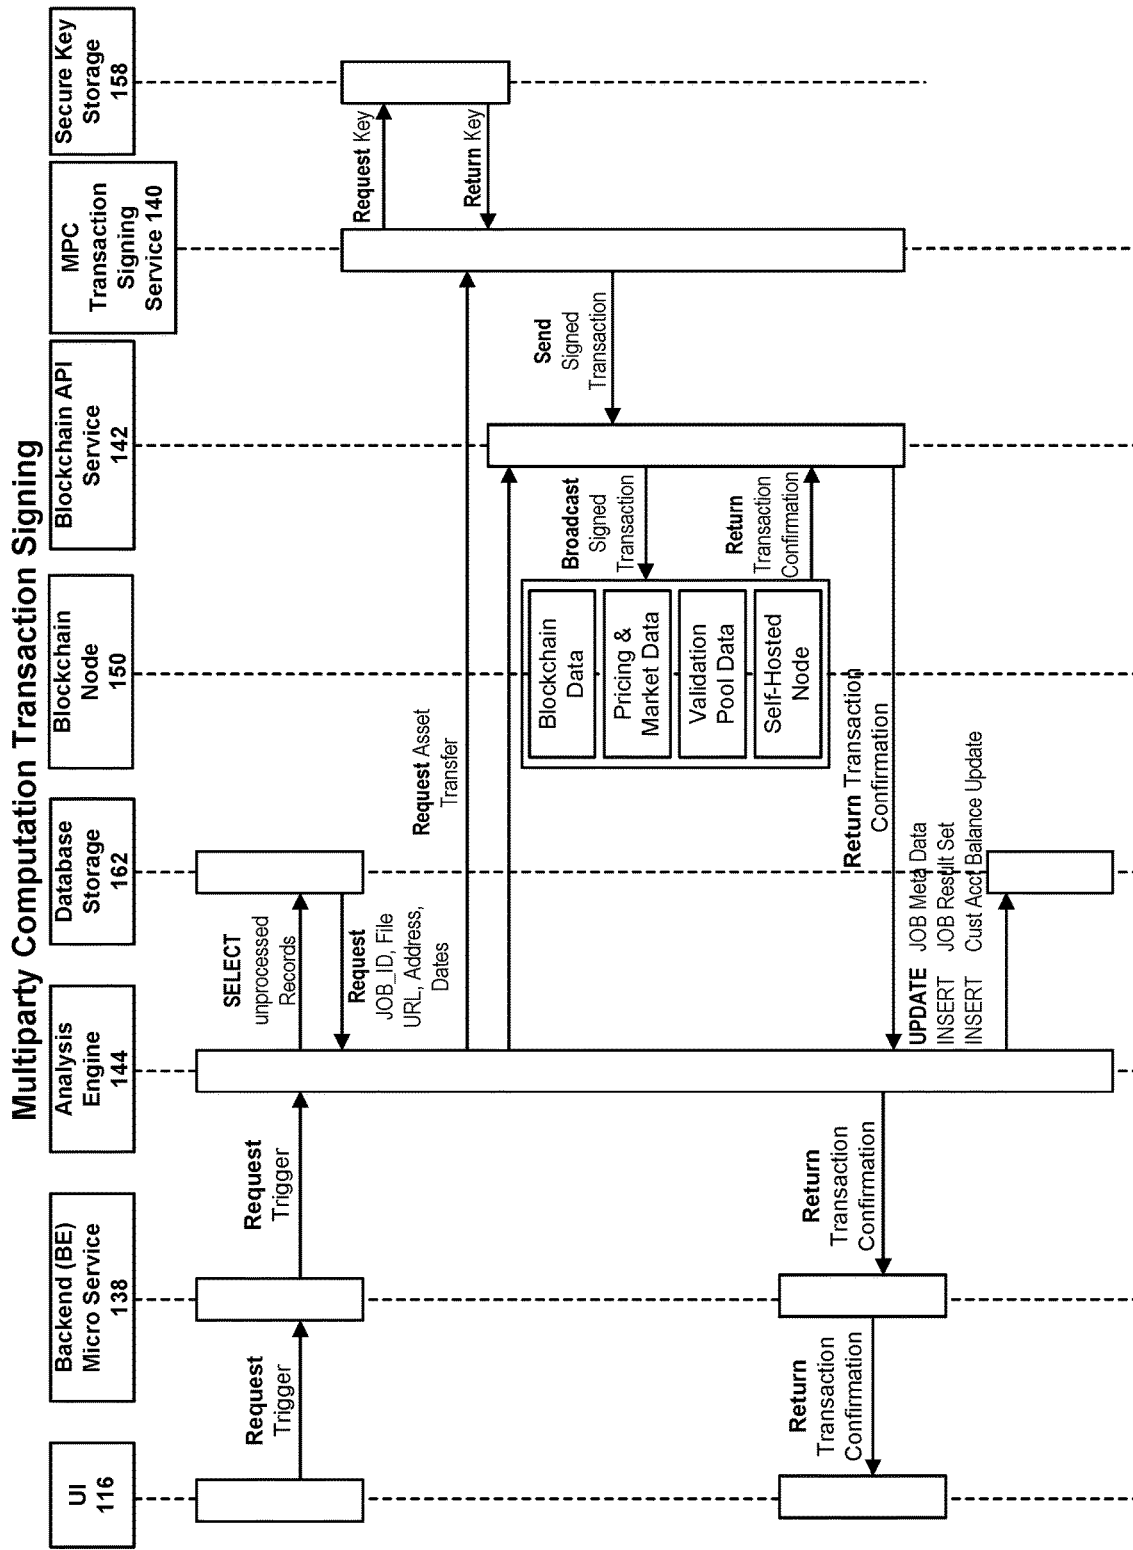 Multiparty Computation Transaction Signing
UI
116
Backend (BE)
Micro Service
138
Analysis
Engine
144
Database
Storage
162
Blockchain
Node
150
Blockchain API
Service
142
MPC
Transaction
Signing
Service 140
Secure Key
Storage
158
Request
Trigger
Request
Trigger
SELECT
unprocessed
Records
Request
JOB_ID, File
URL, Address,
Dates
Request Key
Return Key
Request Asset
Transfer
Send
Signed
Transaction
Broadcast
Signed
Transaction
Blockchain
Data
Pricing &
Market Data
Validation
Pool Data
Self-Hosted
Node
Return
Transaction
Confirmation
Return Transaction
Confirmation
Return
Transaction
Confirmation
Return
Transaction
Confirmation
UPDATE JOB Meta Data
INSERT JOB Result Set
INSERT Cust Acct Balance Update